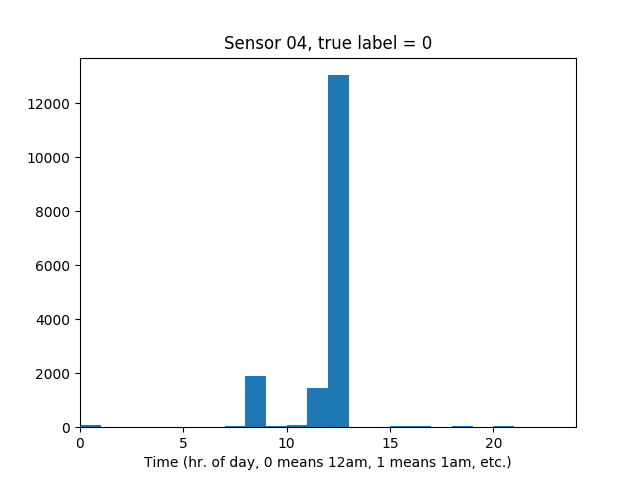 Sensor 04, true label = 0
12000
10000
8000
6000
4000
2000
0
0 5 10 15 20
Time (hr. of day, 0 means 12am, 1 means 1am, etc.)